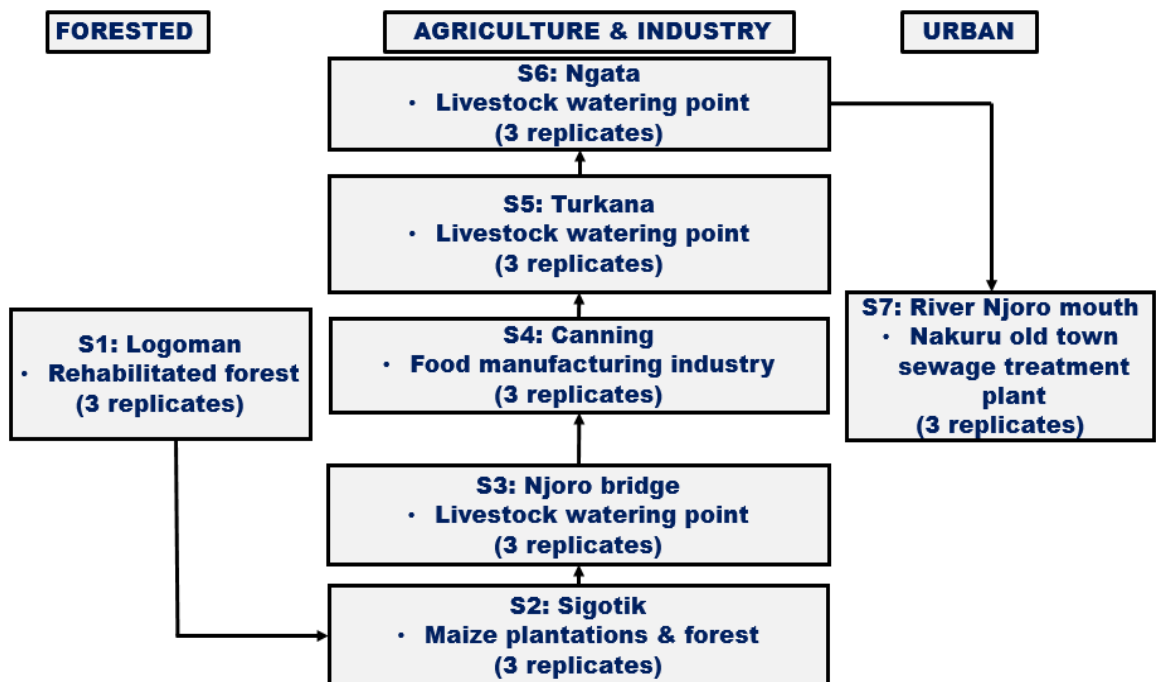 FORESTED
AGRICULTURE & INDUSTRY
URBAN
S6: Ngata
• Livestock watering point
(3 replicates)
S5: Turkana
• Livestock watering point
(3 replicates)
S1: Logoman
• Rehabilitated forest
(3 replicates)
S4: Canning
• Food manufacturing industry
(3 replicates)
S7: River Njoro mouth
• Nakuru old town
sewage treatment
plant
(3 replicates)
S3: Njoro bridge
• Livestock watering point
(3 replicates)
S2: Sigotik
• Maize plantations & forest
(3 replicates)